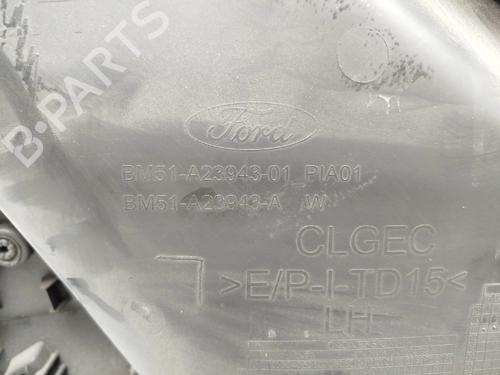 B-PARTS
Ford
BM51-A23943-01_PIA01
BM51-A23943-A W
CLGEC
>E/P-I-TD15<
LH